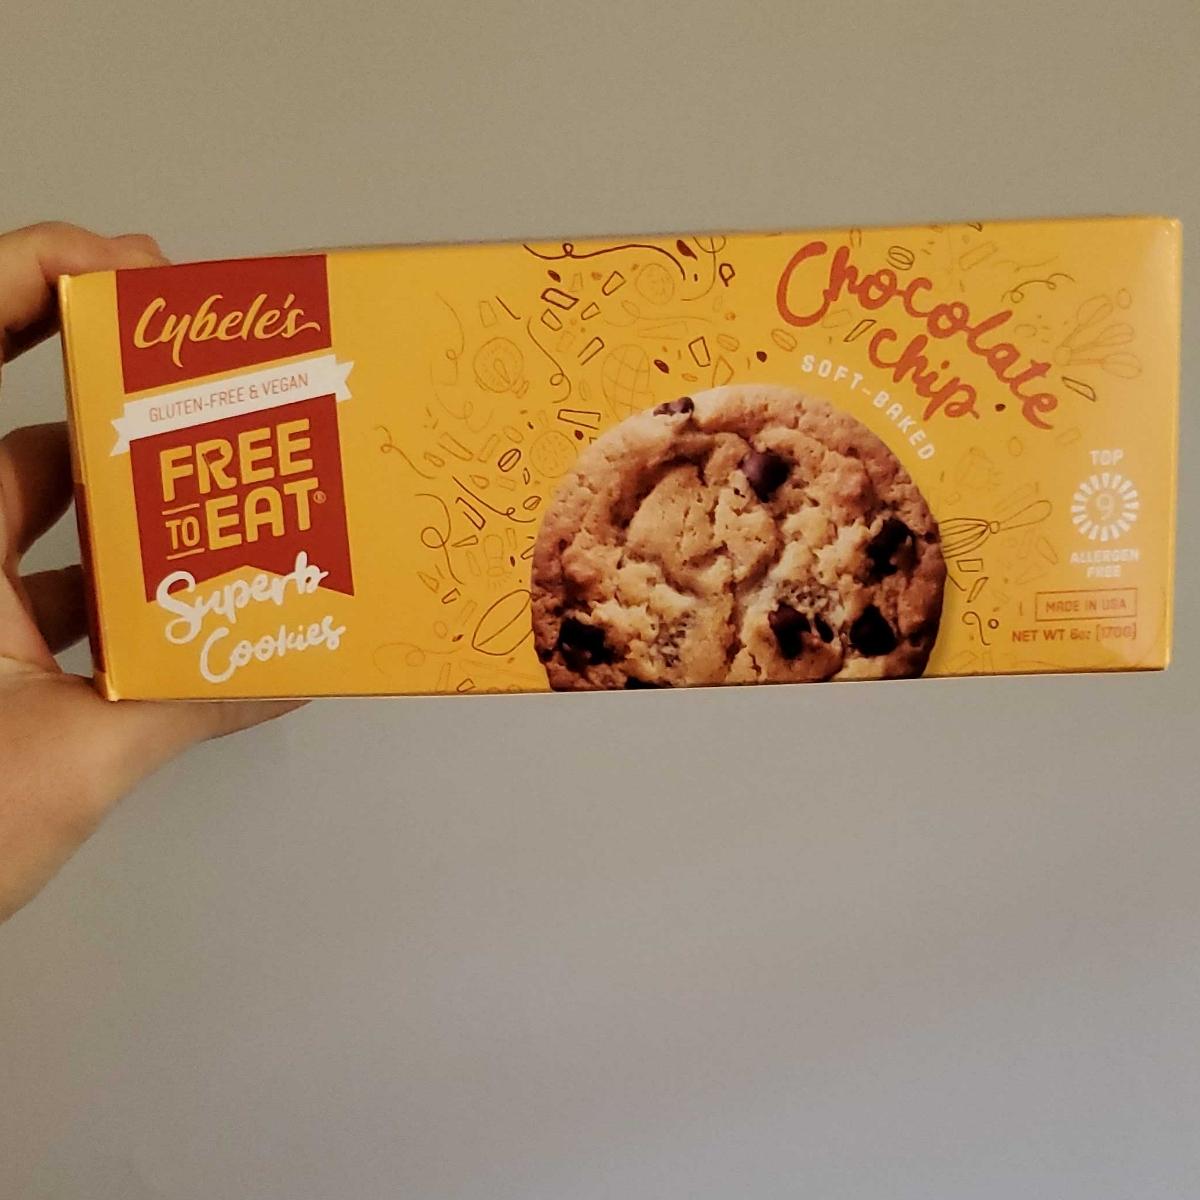 Cybele's
GLUTEN-FREE & VEGAN
FREE
TO EAT®
Superb
Cookies
Chocolate
Chip
SOFT-BAKED
TOP
9
ALLERGEN
FREE
MADE IN USA
NET WT 6oz (170G)